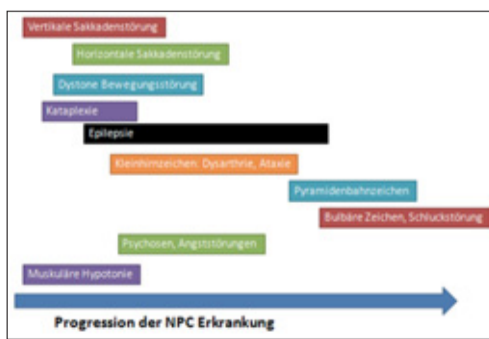 Vertikale Sakkadenstörung
Horizontale Sakkadenstörung
Dystone Bewegungsstörung
Kataplexie
Epilepsie
Kleinhirnzeichen: Dysarthrie, Ataxie
Pyramidenbahnzeichen
Bulbäre Zeichen, Schluckstörung
Psychosen, Angststörungen
Muskuläre Hypotonie
Progression der NPC Erkrankung